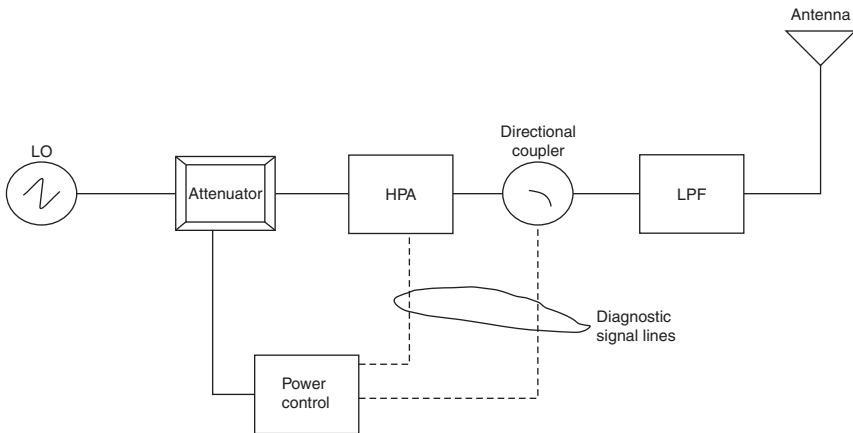 Antenna
LO
Directional
coupler
Attenuator
HPA
LPF
Diagnostic
signal lines
Power
control